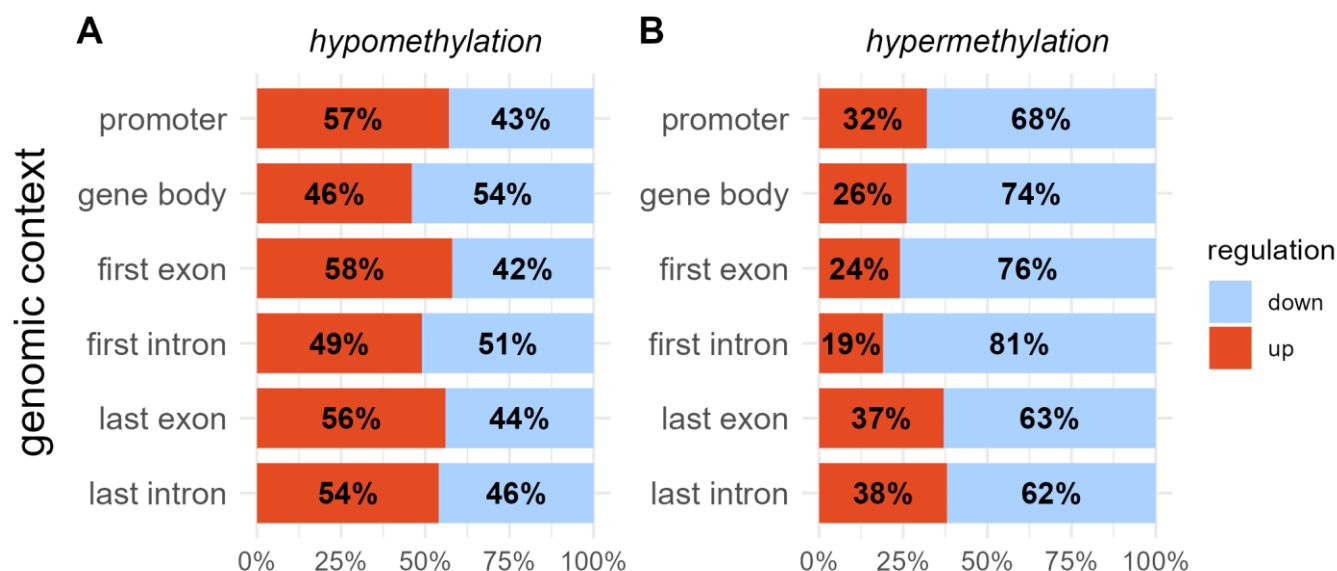 A hypomethylation B hypermethylation
genomic context
promoter 57% 43% promoter 32% 68%
gene body 46% 54% gene body 26% 74%
first exon 58% 42% first exon 24% 76%
first intron 49% 51% first intron 19% 81%
last exon 56% 44% last exon 37% 63%
last intron 54% 46% last intron 38% 62%
0% 25% 50% 75% 100% 0% 25% 50% 75% 100%
regulation
down
up